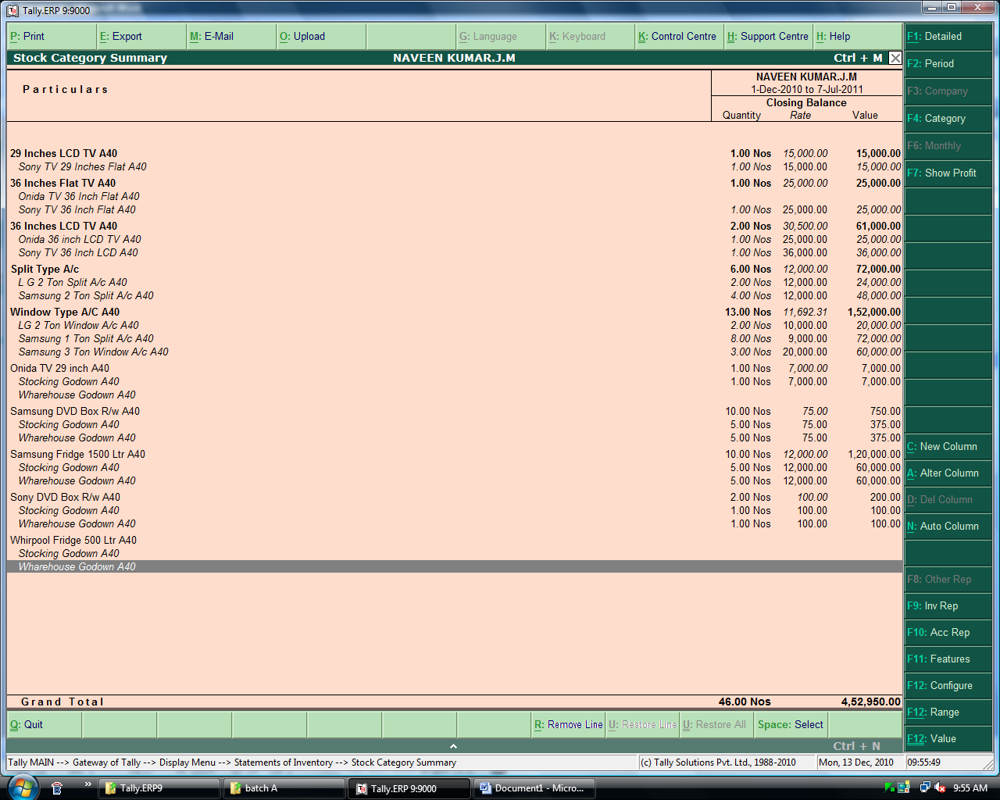 Tally.ERP 9:9000
P: Print E: Export M: E-Mail O: Upload G: Language K: Keyboard K: Control Centre H: Support Centre H: Help
Stock Category Summary NAVEEN KUMAR.J.M Ctrl + M
Particulars NAVEEN KUMAR.J.M
1-Dec-2010 to 7-Jul-2011
Closing Balance
Quantity Rate Value
29 Inches LCD TV A40 1.00 Nos 15,000.00 15,000.00
Sony TV 29 Inches Flat A40 1.00 Nos 15,000.00 15,000.00
36 Inches Flat TV A40 1.00 Nos 25,000.00 25,000.00
Onida TV 36 Inch Flat A40
Sony TV 36 Inch Flat A40 1.00 Nos 25,000.00 25,000.00
36 Inches LCD TV A40 2.00 Nos 30,500.00 61,000.00
Onida 36 inch LCD TV A40 1.00 Nos 25,000.00 25,000.00
Sony TV 36 Inch LCD A40 1.00 Nos 36,000.00 36,000.00
Split Type A/c 6.00 Nos 12,000.00 72,000.00
L G 2 Ton Split A/c A40 2.00 Nos 12,000.00 24,000.00
Samsung 2 Ton Split A/c A40 4.00 Nos 12,000.00 48,000.00
Window Type A/C A40 13.00 Nos 11,692.31 1,52,000.00
LG 2 Ton Window A/c A40 2.00 Nos 10,000.00 20,000.00
Samsung 1 Ton Split A/c A40 8.00 Nos 9,000.00 72,000.00
Samsung 3 Ton Window A/c A40 3.00 Nos 20,000.00 60,000.00
Onida TV 29 inch A40 1.00 Nos 7,000.00 7,000.00
Stocking Godown A40 1.00 Nos 7,000.00 7,000.00
Wharehouse Godown A40
Samsung DVD Box R/w A40 10.00 Nos 75.00 750.00
Stocking Godown A40 5.00 Nos 75.00 375.00
Wharehouse Godown A40 5.00 Nos 75.00 375.00
Samsung Fridge 1500 Ltr A40 10.00 Nos 12,000.00 1,20,000.00
Stocking Godown A40 5.00 Nos 12,000.00 60,000.00
Wharehouse Godown A40 5.00 Nos 12,000.00 60,000.00
Sony DVD Box R/w A40 2.00 Nos 100.00 200.00
Stocking Godown A40 1.00 Nos 100.00 100.00
Wharehouse Godown A40 1.00 Nos 100.00 100.00
Whirpool Fridge 500 Ltr A40
Stocking Godown A40
Wharehouse Godown A40
Grand Total 46.00 Nos 4,52,950.00
F1: Detailed
F2: Period
F3: Company
F4: Category
F6: Monthly
F7: Show Profit
C: New Column
A: Alter Column
D: Del Column
N: Auto Column
F8: Other Rep
F9: Inv Rep
F10: Acc Rep
F11: Features
F12: Configure
F12: Range
F12: Value
Q: Quit R: Remove Line U: Restore Line U: Restore All Space: Select
Ctrl + N
Tally MAIN --> Gateway of Tally --> Display Menu --> Statements of Inventory --> Stock Category Summary (c) Tally Solutions Pvt. Ltd., 1988-2010 Mon, 13 Dec, 2010 09:55:49
Tally.ERP9 batch A Tally.ERP 9:9000 Document1 - Micro... 9:55 AM